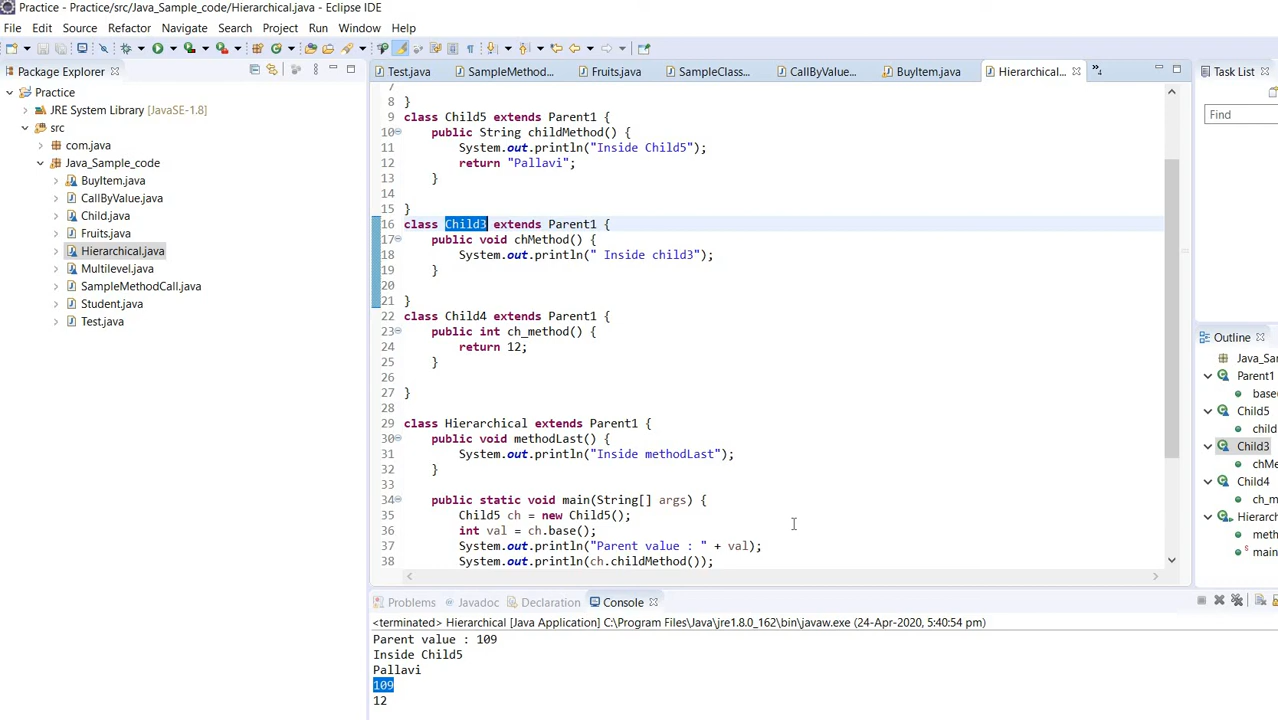 Practice - Practice/src/Java_Sample_code/Hierarchical.java - Eclipse IDE
File Edit Source Refactor Navigate Search Project Run Window Help
Package Explorer
Test.java SampleMethod... Fruits.java SampleClass... CallByValue... BuyItem.java Hierarchical... »4
Task List
Find
Practice
JRE System Library [JavaSE-1.8]
src
com.java
Java_Sample_code
BuyItem.java
CallByValue.java
Child.java
Fruits.java
Hierarchical.java
Multilevel.java
SampleMethodCall.java
Student.java
Test.java
7
8 }
9 class Child5 extends Parent1 {
10 public String childMethod() {
11 System.out.println("Inside Child5");
12 return "Pallavi";
13 }
14
15 }
16 class Child3 extends Parent1 {
17 public void chMethod() {
18 System.out.println(" Inside child3");
19 }
20
21 }
22 class Child4 extends Parent1 {
23 public int ch_method() {
24 return 12;
25 }
26
27 }
28
29 class Hierarchical extends Parent1 {
30 public void methodLast() {
31 System.out.println("Inside methodLast");
32 }
33
34 public static void main(String[] args) {
35 Child5 ch = new Child5();
36 int val = ch.base();
37 System.out.println("Parent value : " + val);
38 System.out.println(ch.childMethod());
Outline
Java_Sa
Parent1
base(
Child5
child
Child3
chMe
Child4
ch_m
Hierarc
meth
main
Problems Javadoc Declaration Console
<terminated> Hierarchical [Java Application] C:\Program Files\Java\jre1.8.0_162\bin\javaw.exe (24-Apr-2020, 5:40:54 pm)
Parent value : 109
Inside Child5
Pallavi
109
12